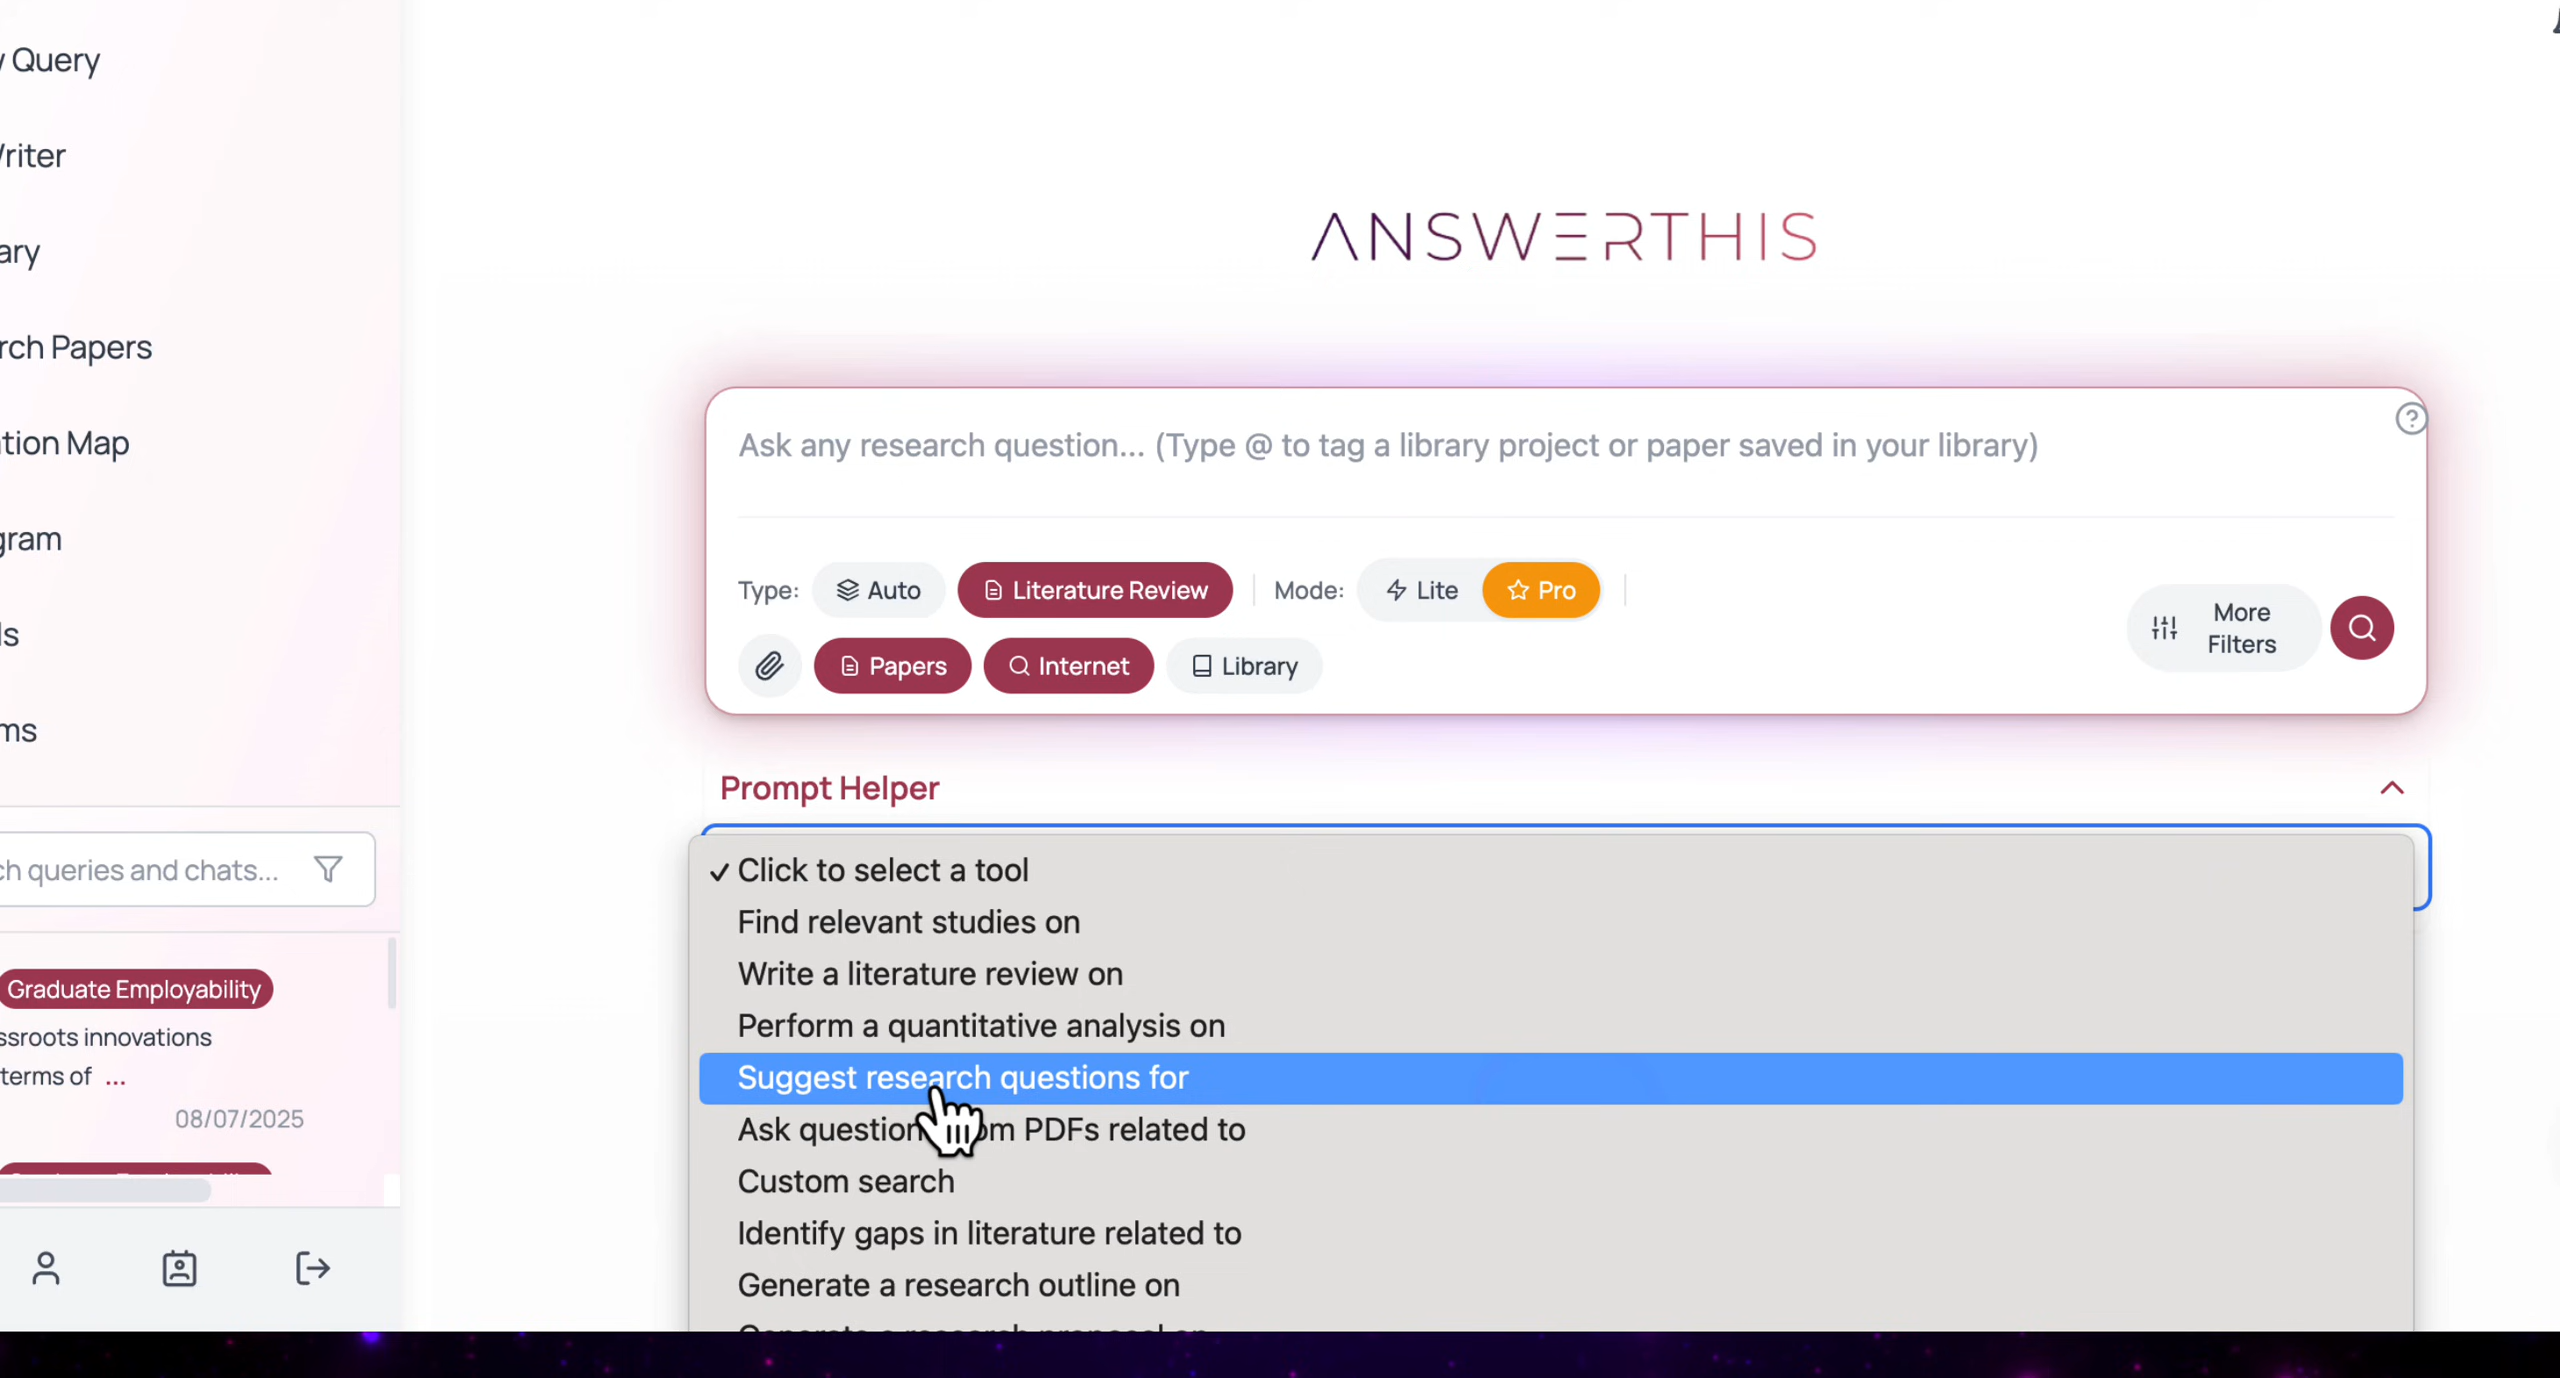 Query
ary
rch Papers
tion Map
gram
ls
ms
ch queries and chats...
Graduate Employability
ssroots innovations
terms of ...
08/07/2025
ANSWERTHIS
Ask any research question... (Type @ to tag a library project or paper saved in your library)
Type: Auto Literature Review Mode: Lite Pro
More Filters
Papers Internet Library
Prompt Helper
✓ Click to select a tool
Find relevant studies on
Write a literature review on
Perform a quantitative analysis on
Suggest research questions for
Ask question om PDFs related to
Custom search
Identify gaps in literature related to
Generate a research outline on